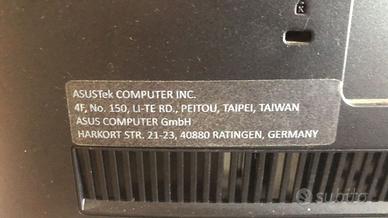 ASUSTek COMPUTER INC.
4F, No. 150, LI-TE RD., PEITOU, TAIPEI, TAIWAN
ASUS COMPUTER GmbH
HARKORT STR. 21-23, 40880 RATINGEN, GERMANY
subito